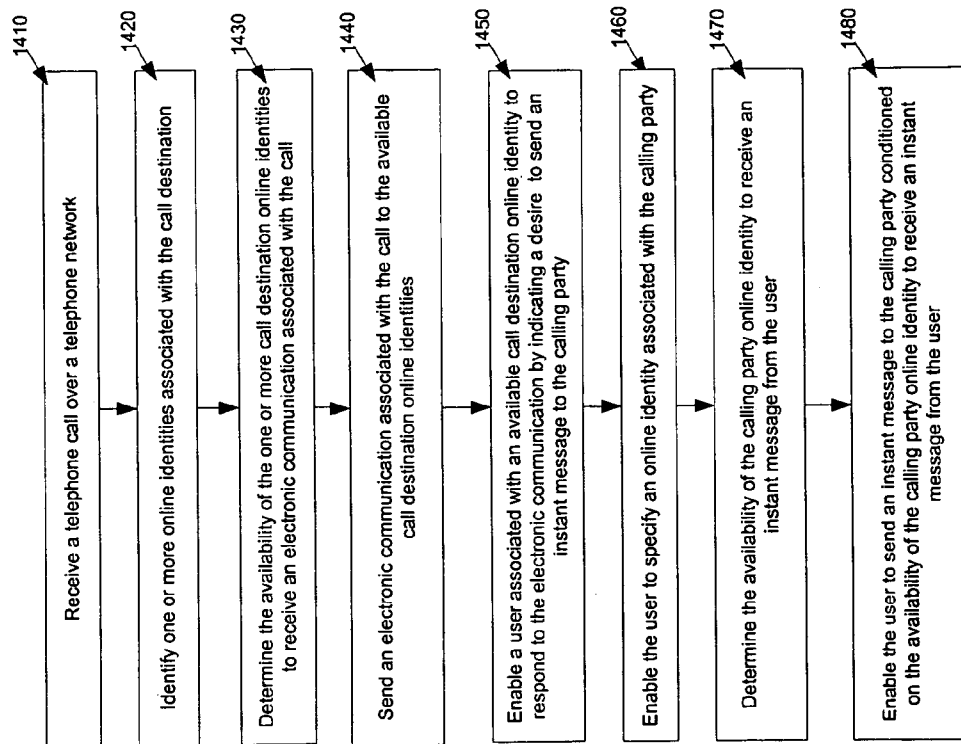 1410
Receive a telephone call over a telephone network
1420
Identify one or more online identities associated with the call destination
1430
Determine the availability of the one or more call destination online identities
to receive an electronic communication associated with the call
1440
Send an electronic communication associated with the call to the available
call destination online identities
1450
Enable a user associated with an available call destination online identity to
respond to the electronic communication by indicating a desire to send an
instant message to the calling party
1460
Enable the user to specify an online identity associated with the calling party
1470
Determine the availability of the calling party online identity to receive an
instant message from the user
1480
Enable the user to send an instant message to the calling party conditioned
on the availability of the calling party online identity to receive an instant
message from the user